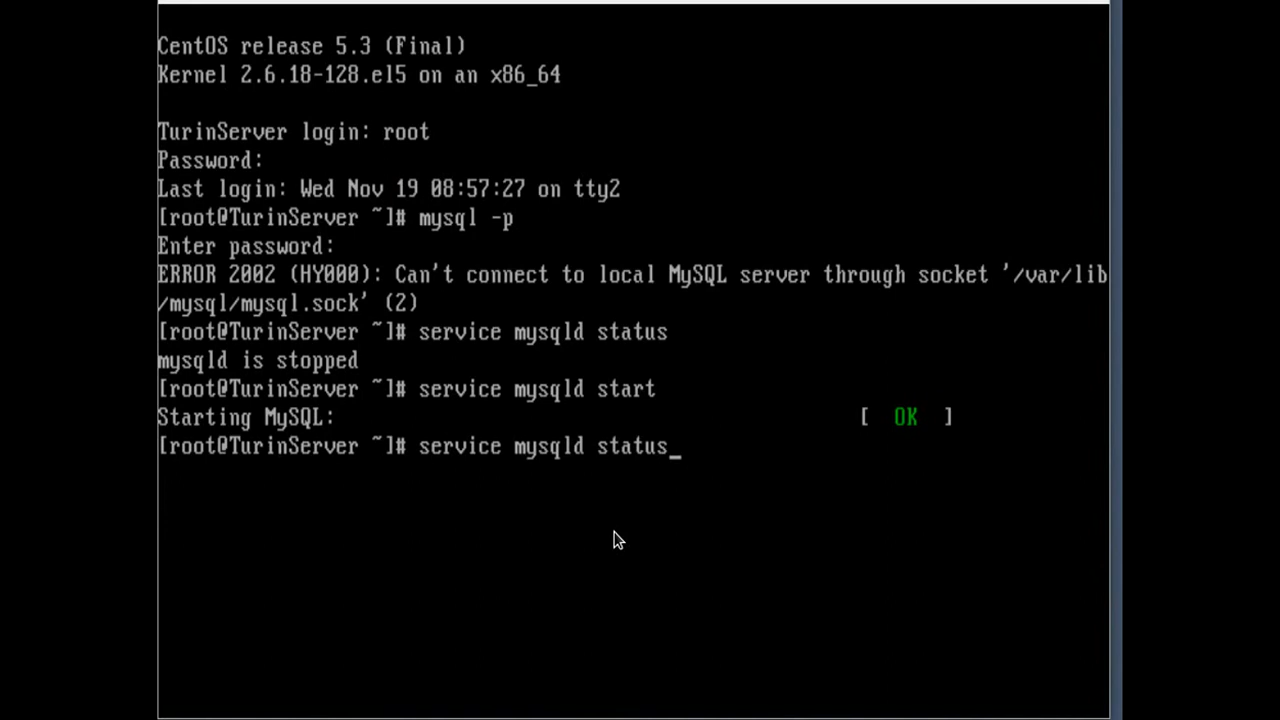 CentOS release 5.3 (Final)
Kernel 2.6.18-128.el5 on an x86_64
TurinServer login: root
Password:
Last login: Wed Nov 19 08:57:27 on tty2
[root@TurinServer ~]# mysql -p
Enter password:
ERROR 2002 (HY000): Can't connect to local MySQL server through socket '/var/lib
/mysql/mysql.sock' (2)
[root@TurinServer ~]# service mysqld status
mysqld is stopped
[root@TurinServer ~]# service mysqld start
Starting MySQL: [ OK ]
[root@TurinServer ~]# service mysqld status_